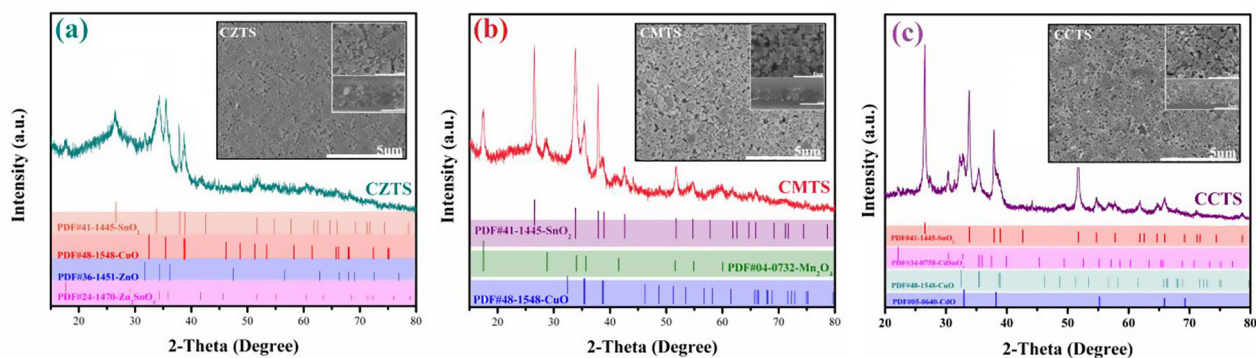 (a)
CZTS
5um
CZTS
Intensity (a.u.)
PDF#41-1445-SnO₂
PDF#48-1548-CuO
PDF#36-1451-ZnO
PDF#24-1470-Zn₂SnO₄
20 30 40 50 60 70 80
2-Theta (Degree)
(b)
CMTS
5um
CMTS
Intensity (a.u.)
PDF#41-1445-SnO₂
PDF#04-0732-Mn₂O₃
PDF#48-1548-CuO
20 30 40 50 60 70 80
2-Theta (Degree)
(c)
CCTS
5um
CCTS
Intensity (a.u.)
PDF#41-1445-SnO₂
PDF#34-0758-CdSnO₃
PDF#48-1548-CuO
PDF#05-0640-CdO
20 30 40 50 60 70 80
2-Theta (Degree)